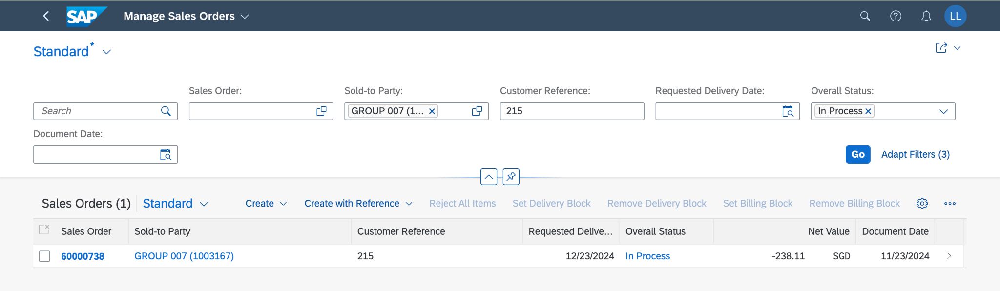 SAP Manage Sales Orders LL
Standard*
Sales Order: Sold-to Party: Customer Reference: Requested Delivery Date: Overall Status:
Search GROUP 007 (1... 215 In Process
Document Date:
Go Adapt Filters (3)
Sales Orders (1) Standard Create Create with Reference Reject All Items Set Delivery Block Remove Delivery Block Set Billing Block Remove Billing Block
Sales Order Sold-to Party Customer Reference Requested Delive... Overall Status Net Value Document Date
60000738 GROUP 007 (1003167) 215 12/23/2024 In Process -238.11 SGD 11/23/2024